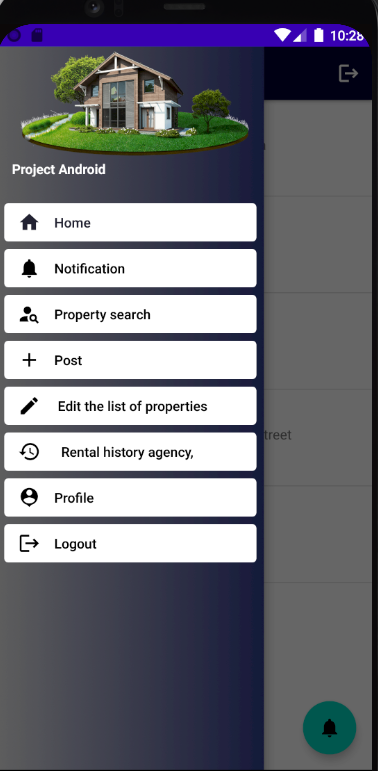 10:28
Project Android
Home
Notification
Property search
Post
Edit the list of properties
treet
Rental history agency,
Profile
Logout